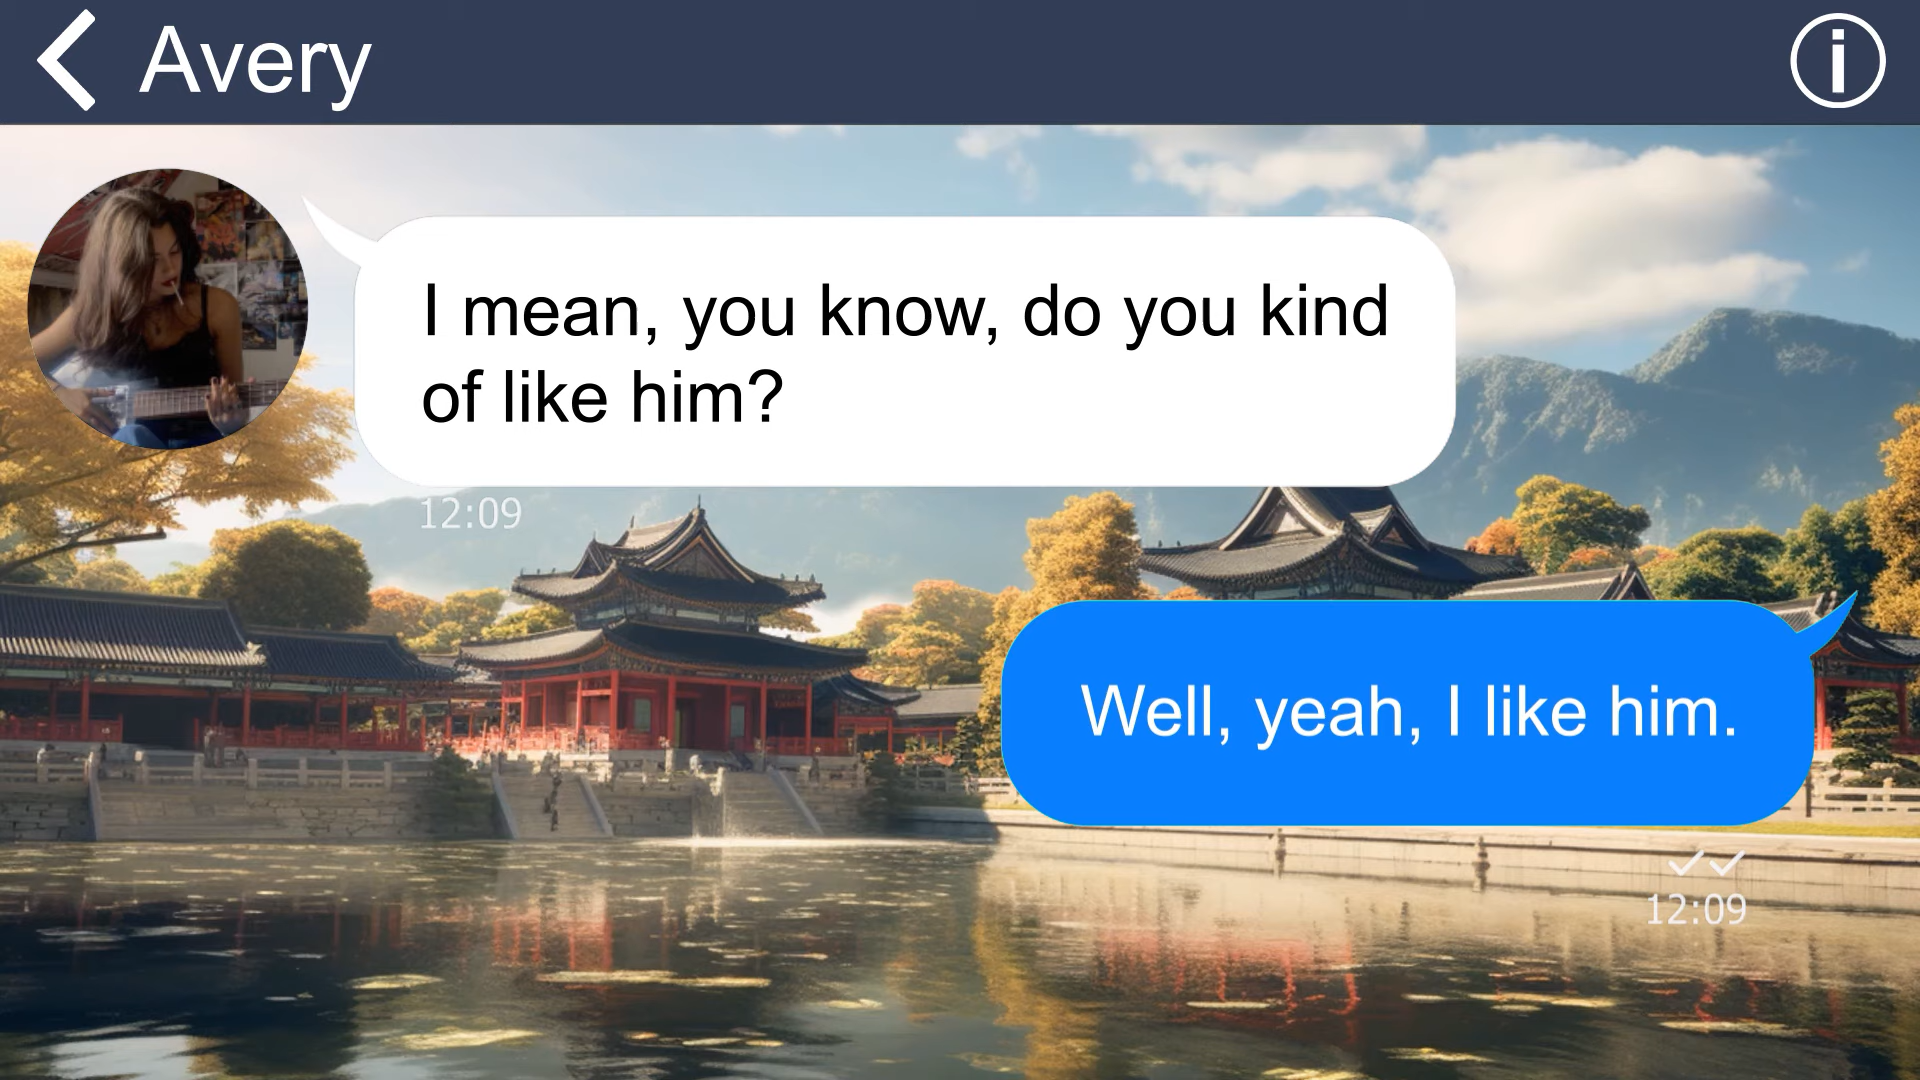 Avery
I mean, you know, do you kind
of like him?
12:09
Well, yeah, I like him.
12:09